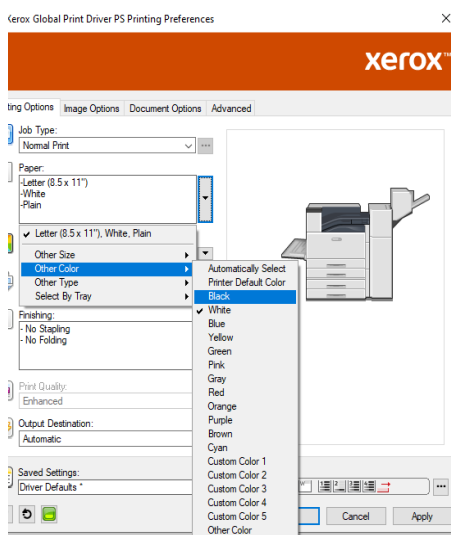 Xerox Global Print Driver PS Printing Preferences
xerox™
ting Options Image Options Document Options Advanced
Job Type:
Normal Print
Paper:
-Letter (8.5 x 11")
-White
-Plain
Letter (8.5 x 11"), White, Plain
Other Size
Other Color
Other Type
Select By Tray
Automatically Select
Printer Default Color
Black
White
Blue
Yellow
Green
Pink
Gray
Red
Orange
Purple
Brown
Cyan
Custom Color 1
Custom Color 2
Custom Color 3
Custom Color 4
Custom Color 5
Other Color
Finishing:
- No Stapling
- No Folding
Print Quality:
Enhanced
Output Destination:
Automatic
Saved Settings:
Driver Defaults *
Cancel Apply